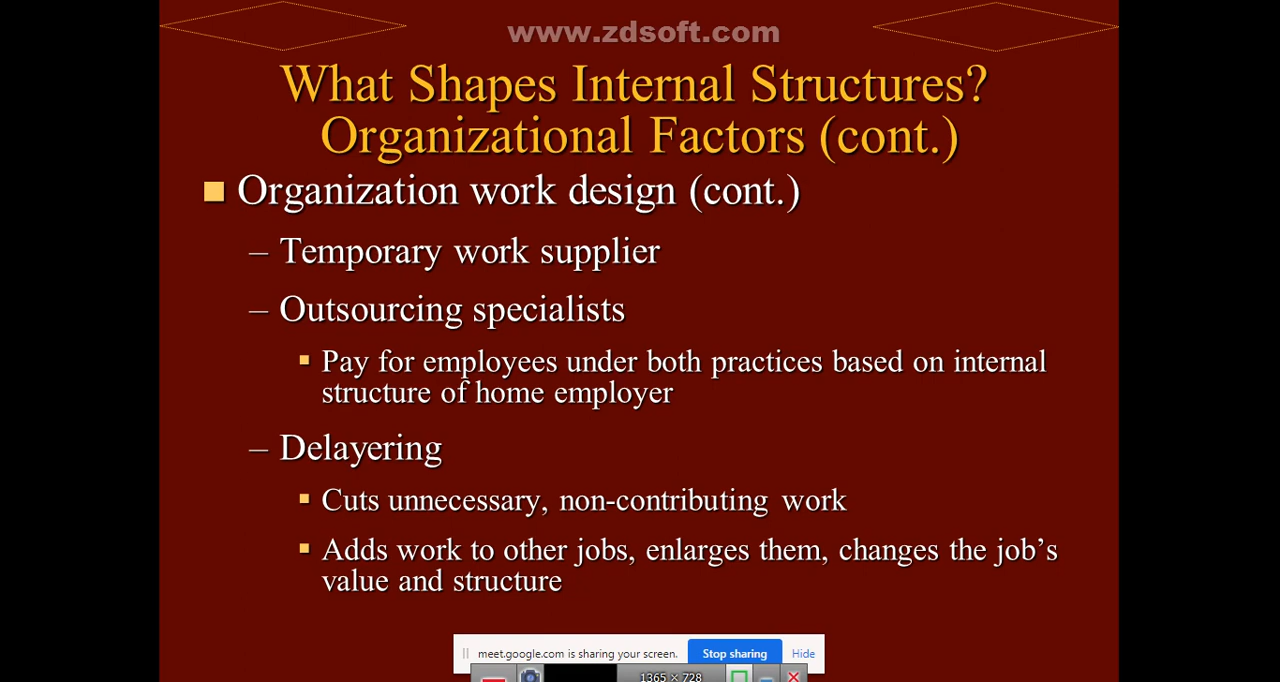 www.zdsoft.com
What Shapes Internal Structures?
Organizational Factors (cont.)
Organization work design (cont.)
– Temporary work supplier
– Outsourcing specialists
Pay for employees under both practices based on internal
structure of home employer
– Delayering
Cuts unnecessary, non-contributing work
Adds work to other jobs, enlarges them, changes the job’s
value and structure
meet.google.com is sharing your screen. Stop sharing Hide
1365 × 728